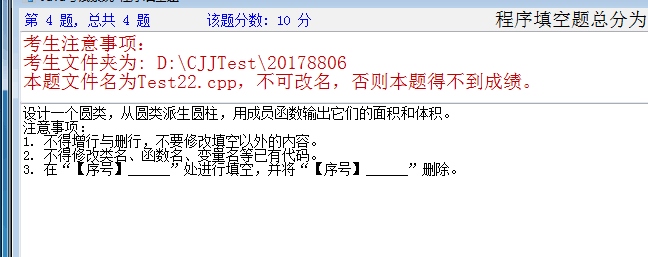 第 4 题, 总共 4 题 该题分数: 10 分 程序填空题总分为
考生注意事项:
考生文件夹为: D:\CJJTest\20178806
本题文件名为Test22.cpp, 不可改名, 否则本题得不到成绩。
设计一个圆类，从圆类派生圆柱，用成员函数输出它们的面积和体积。
注意事项:
1. 不得增行与删行，不要修改填空以外的内容。
2. 不得修改类名、函数名、变量名等已有代码。
3. 在“【序号】______”处进行填空，并将“【序号】______”删除。